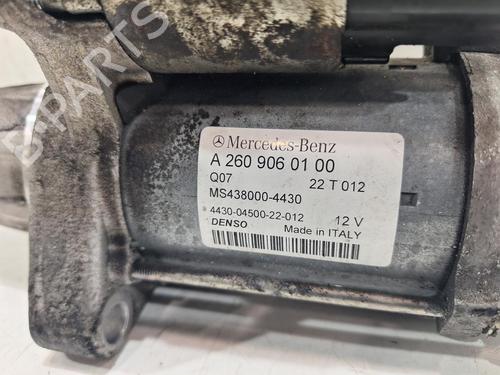 Mercedes-Benz
A 260 906 01 00
Q07 22 T 012
MS438000-4430
4430-04500-22-012 12 V
DENSO Made in ITALY
B-PARTS